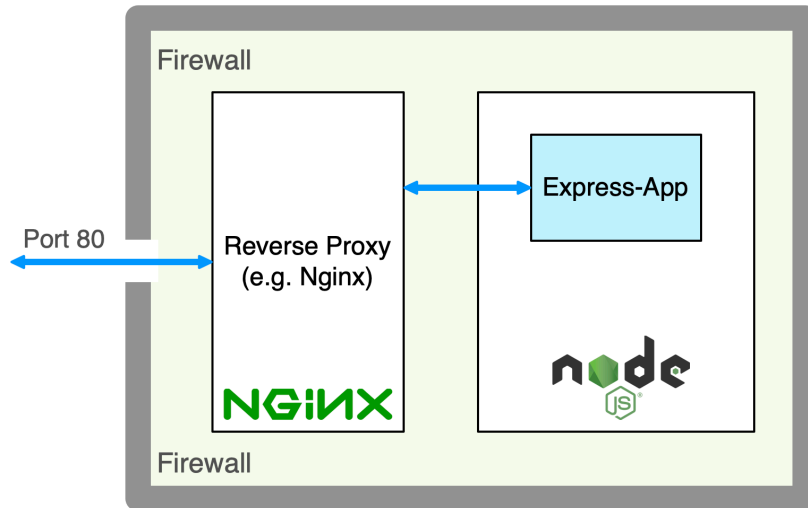 Firewall
Port 80
Reverse Proxy
(e.g. Nginx)
Express-App
NGINX
node
JS
Firewall